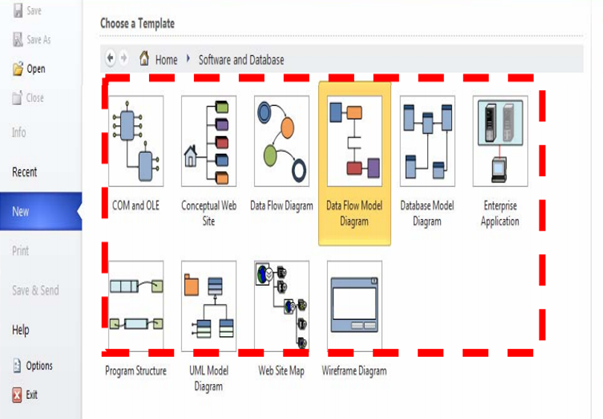 Save
Save As
Open
Close
Info
Recent
New
Print
Save & Send
Help
Options
Exit
Choose a Template
Home Software and Database
COM and OLE
Conceptual Web
Site
Data Flow Diagram
Data Flow Model
Diagram
Database Model
Diagram
Enterprise
Application
Program Structure
UML Model
Diagram
Web Site Map
Wireframe Diagram